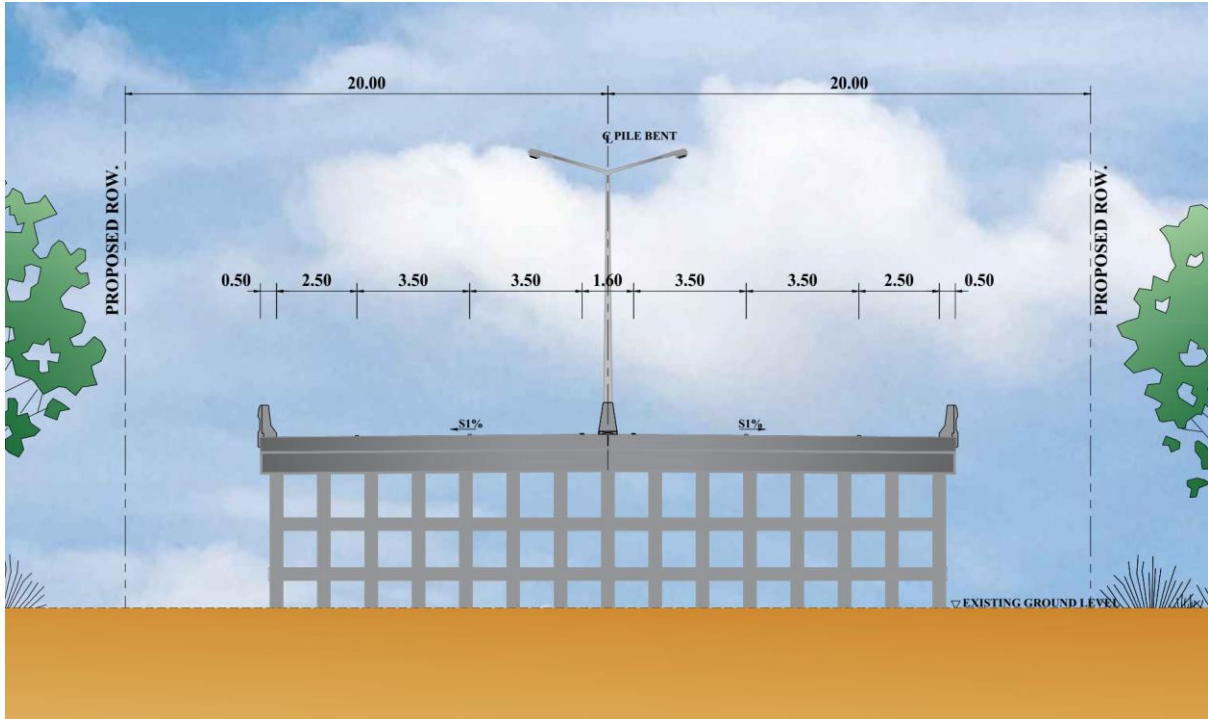 20.00 20.00
℄ PILE BENT
PROPOSED ROW.
PROPOSED ROW.
0.50 2.50 3.50 3.50 1.60 3.50 3.50 2.50 0.50
S1% S1%
EXISTING GROUND LEVEL